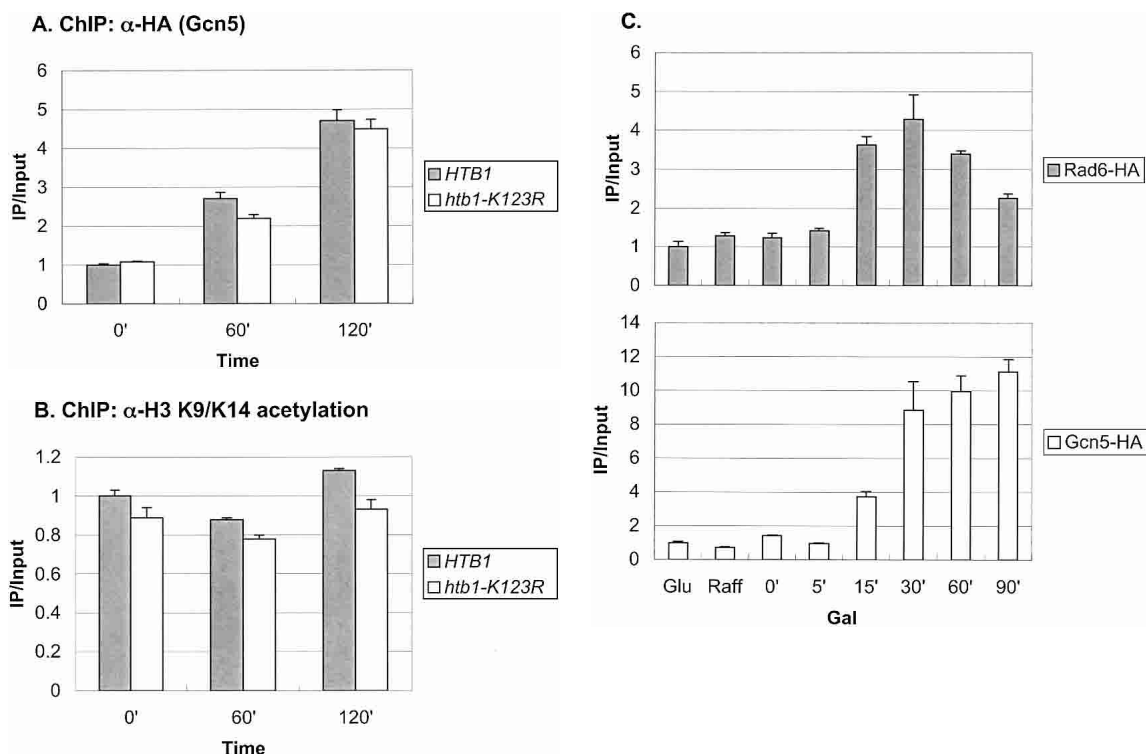 A. ChIP: α-HA (Gcn5)
6
5
4
3
2
1
0
IP/Input
0' 60' 120'
Time
HTB1
htb1-K123R
B. ChIP: α-H3 K9/K14 acetylation
1.2
1
0.8
0.6
0.4
0.2
0
IP/Input
0' 60' 120'
Time
HTB1
htb1-K123R
C.
6
5
4
3
2
1
0
IP/Input
Rad6-HA
14
12
10
8
6
4
2
0
IP/Input
Glu Raff 0' 5' 15' 30' 60' 90'
Gal
Gcn5-HA